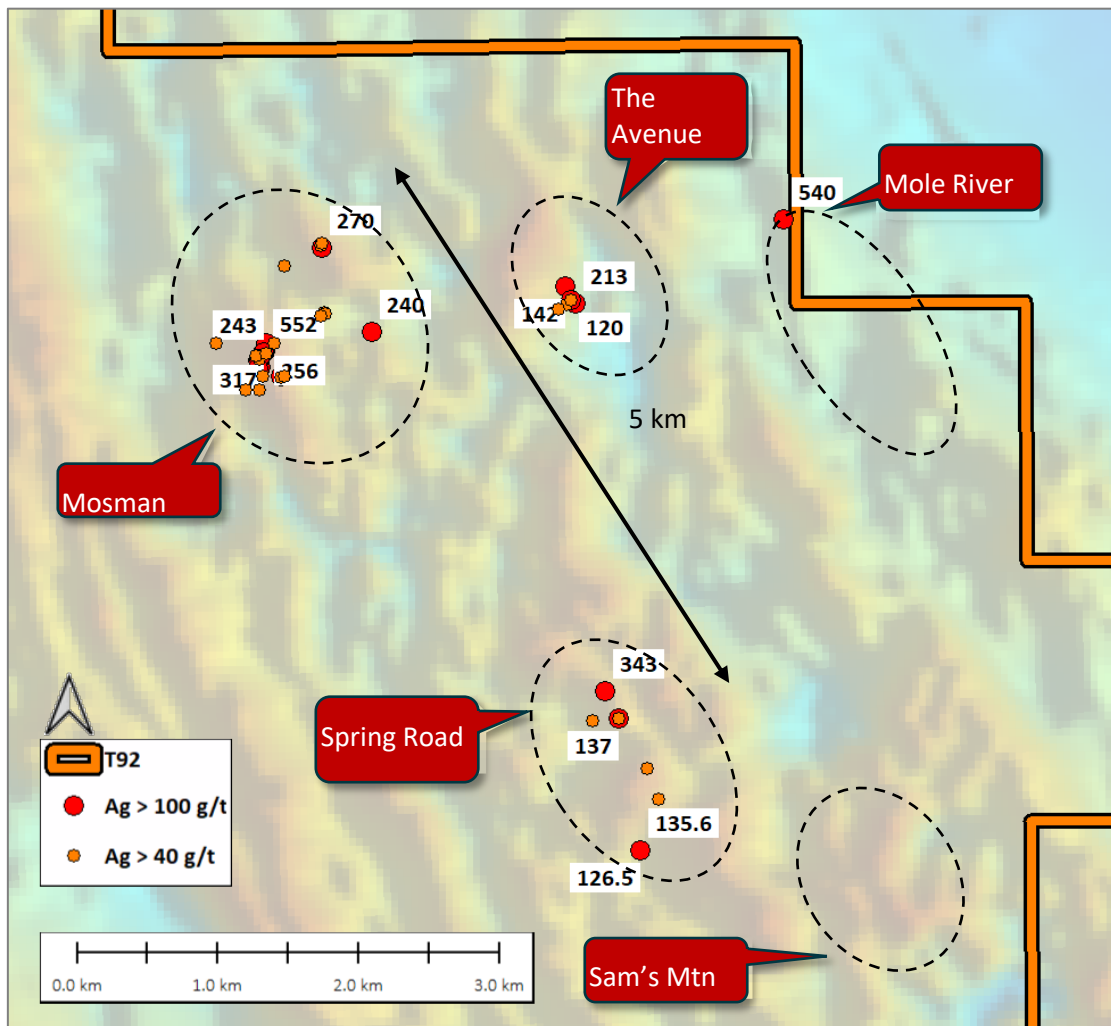 The
Avenue
Mole River
540
270
213
240
142
120
243
552
317
256
5 km
Mosman
343
Spring Road
137
135.6
126.5
T92
Ag > 100 g/t
Ag > 40 g/t
Sam's Mtn
0.0 km 1.0 km 2.0 km 3.0 km